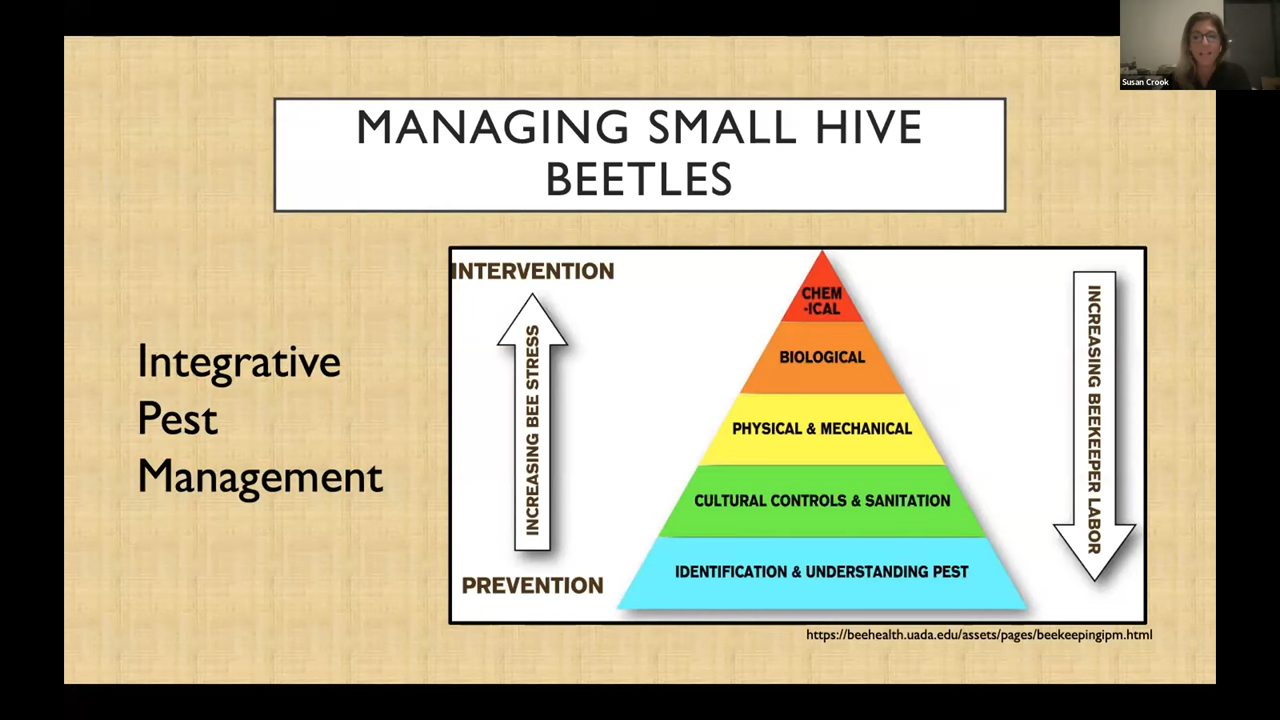 Susan Crook
MANAGING SMALL HIVE
BEETLES
Integrative
Pest
Management
INTERVENTION
INCREASING BEE STRESS
PREVENTION
CHEM
-ICAL
BIOLOGICAL
PHYSICAL & MECHANICAL
CULTURAL CONTROLS & SANITATION
IDENTIFICATION & UNDERSTANDING PEST
INCREASING BEEKEEPER LABOR
https://beehealth.uada.edu/assets/pages/beekeepingipm.html